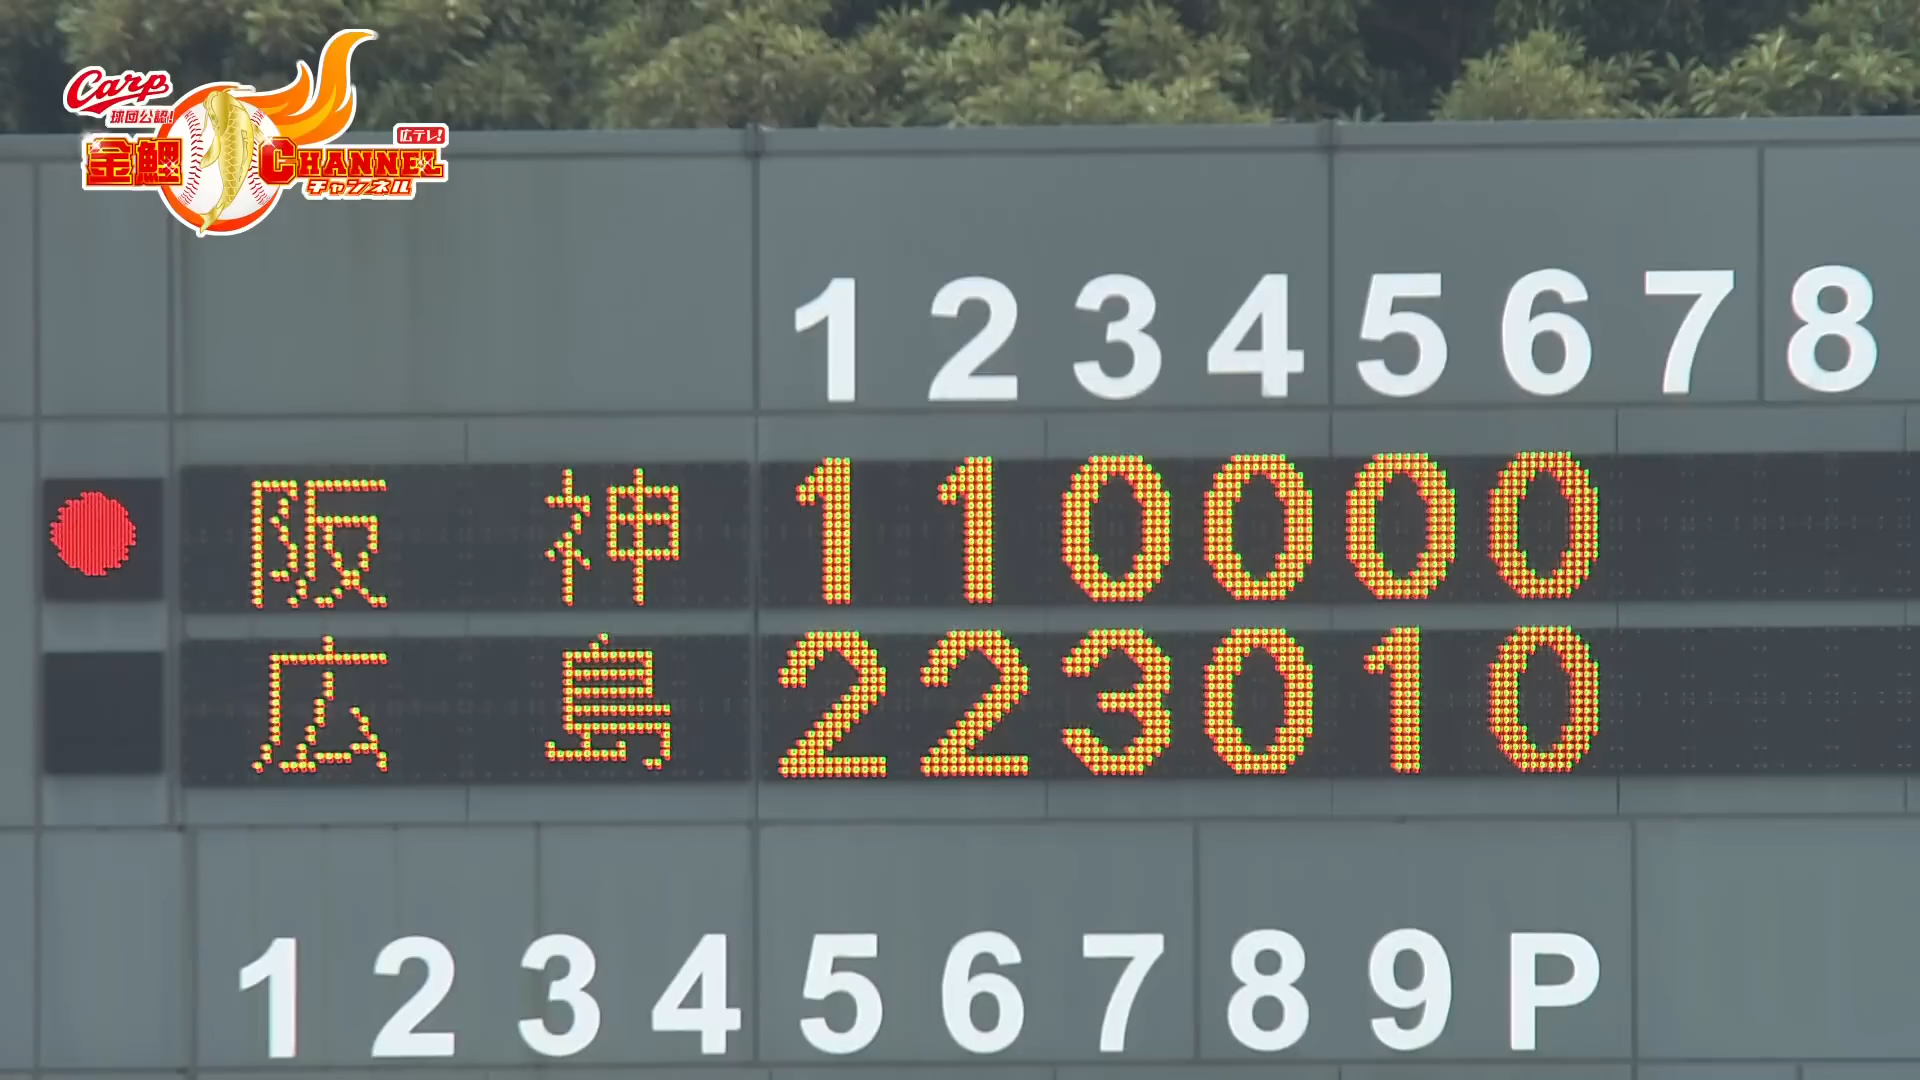 Carp
球団公認!
広テレ!
金鯉 CHANNEL
チャンネル
1 2 3 4 5 6 7 8
阪神 1 1 0 0 0 0
広島 2 2 3 0 1 0
1 2 3 4 5 6 7 8 9 P